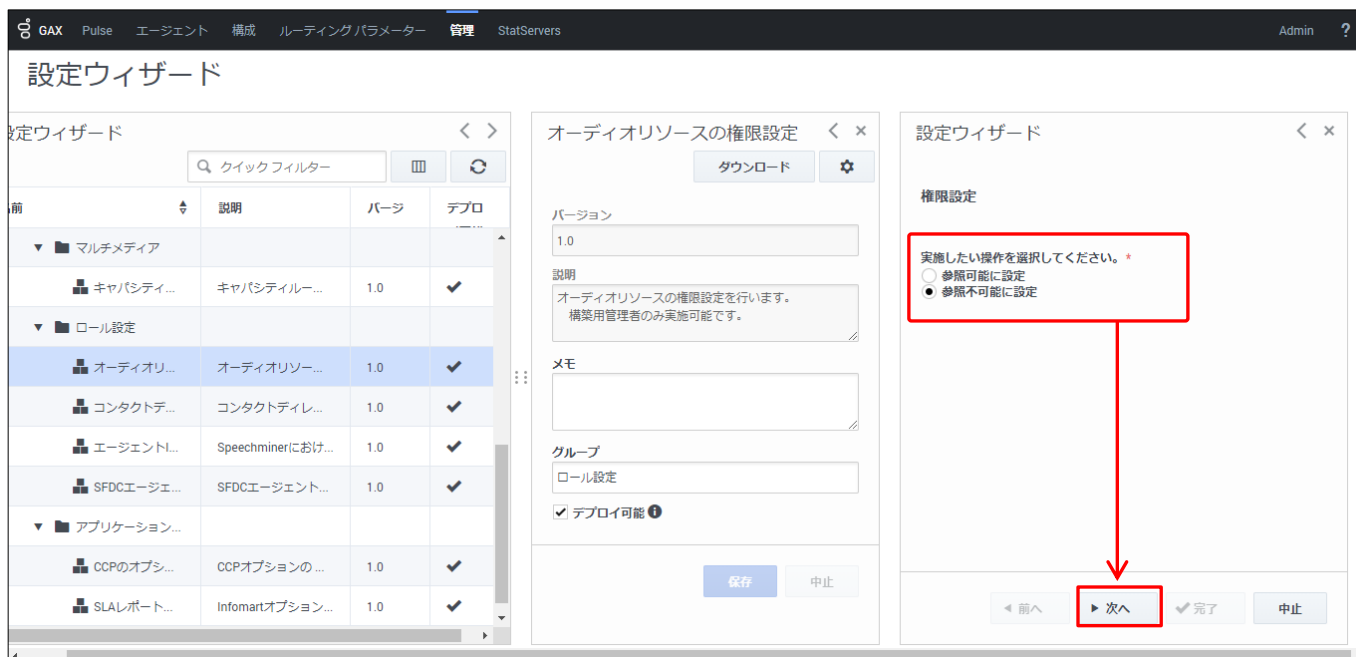 GAX Pulse エージェント 構成 ルーティング パラメーター 管理 StatServers Admin ?
設定ウィザード
設定ウィザード
クイック フィルター
名前 説明 バージ デプロ
マルチメディア
キャパシティ... キャパシティルー... 1.0
ロール設定
オーディオリ... オーディオリソー... 1.0
コンタクトデ... コンタクトディレ... 1.0
エージェントI... Speechminerにおけ... 1.0
SFDCエージェ... SFDCエージェント... 1.0
アプリケーション...
CCPのオプシ... CCPオプションの ... 1.0
SLAレポート... Infomartオプション... 1.0
オーディオリソースの権限設定
ダウンロード
バージョン
1.0
説明
オーディオリソースの権限設定を行います。
構築用管理者のみ実施可能です。
メモ
グループ
ロール設定
デプロイ可能
保存 中止
設定ウィザード
権限設定
実施したい操作を選択してください。*
参照可能に設定
参照不可能に設定
前へ 次へ 完了 中止